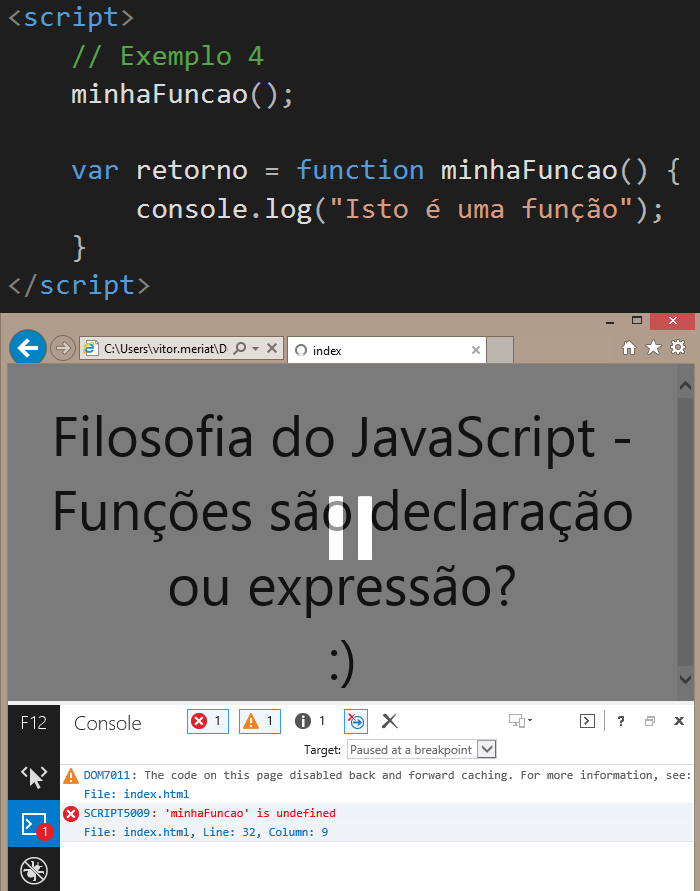 <script>
// Exemplo 4
minhaFuncao();
var retorno = function minhaFuncao() {
console.log("Isto é uma função");
}
</script>
C:\Users\vitor.meriat\D
index
Filosofia do JavaScript -
Funções são declaração
ou expressão?
:)
F12
Console
1
1
1
Target: Paused at a breakpoint
DOM7011: The code on this page disabled back and forward caching. For more information, see:
File: index.html
SCRIPT5009: 'minhaFuncao' is undefined
File: index.html, Line: 32, Column: 9
1